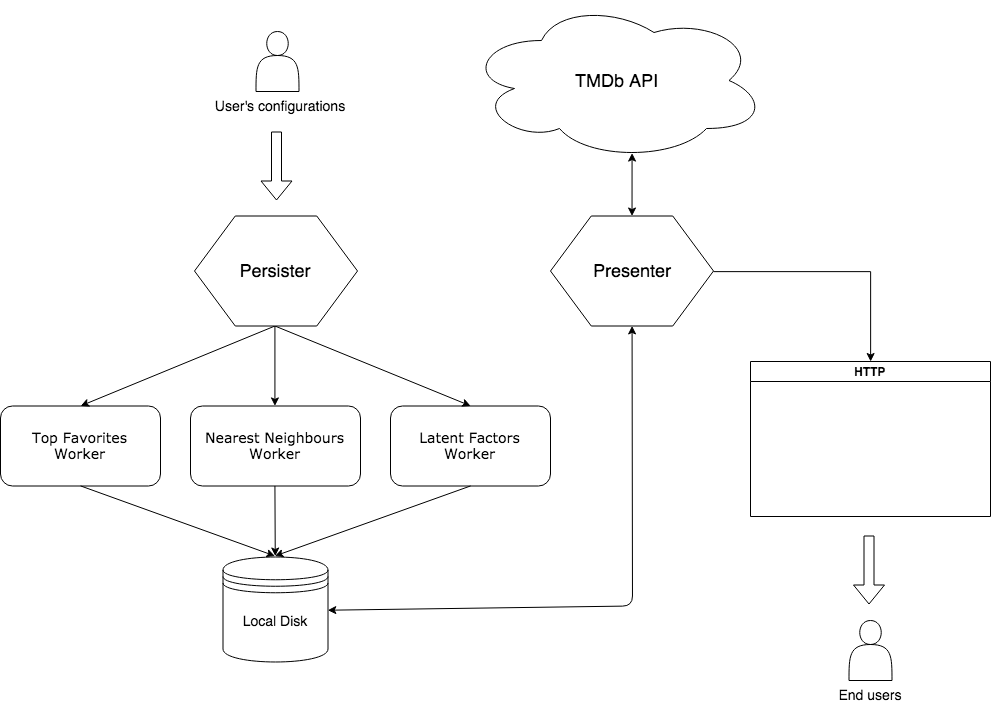 User's configurations
TMDb API
Persister
Presenter
HTTP
Top Favorites
Worker
Nearest Neighbours
Worker
Latent Factors
Worker
Local Disk
End users